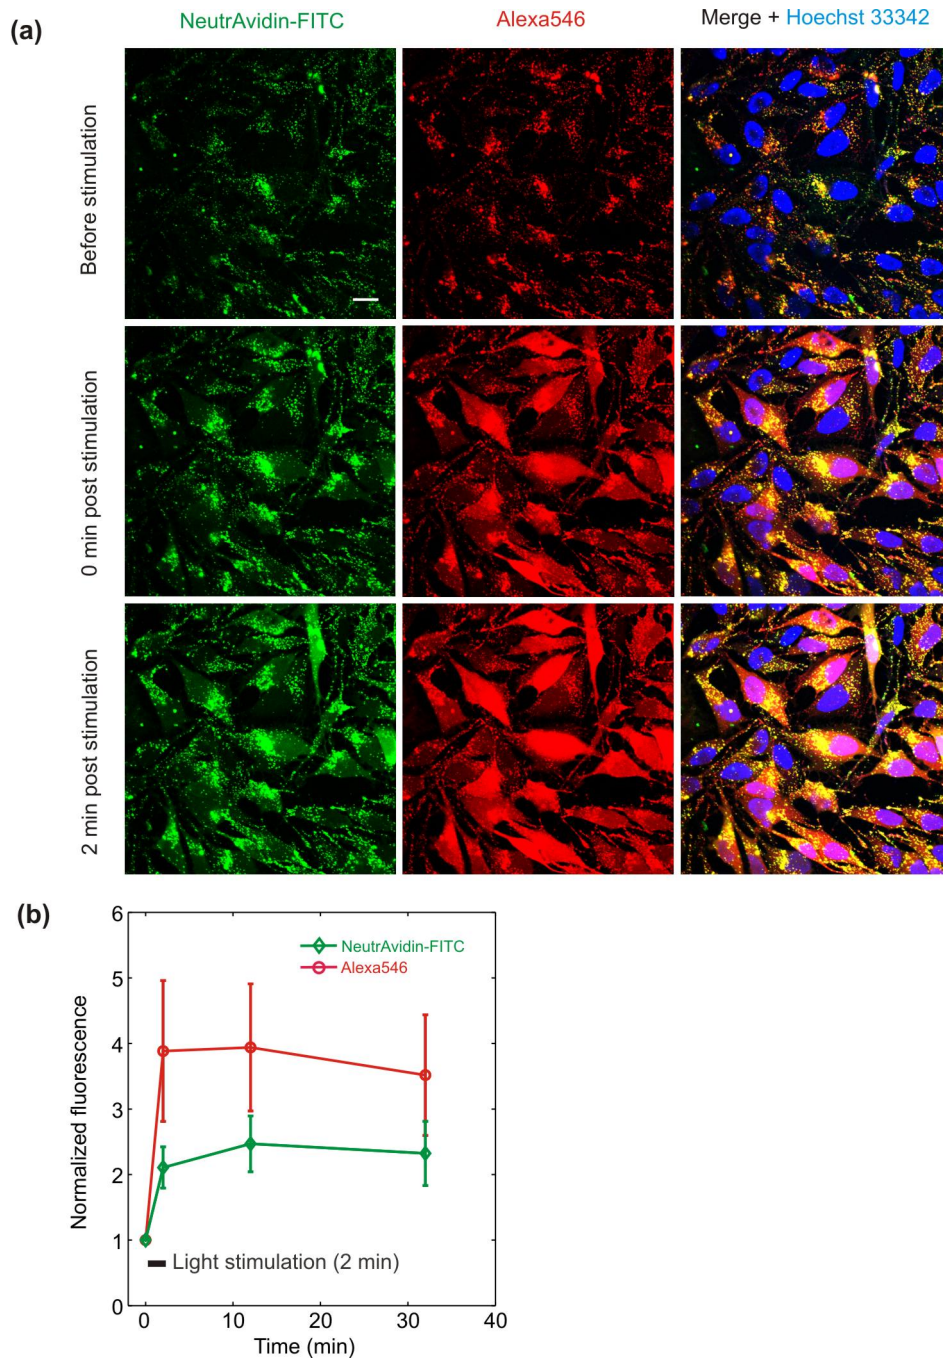 (a)
NeutrAvidin-FITC
Alexa546
Merge + Hoechst 33342
Before stimulation
0 min post stimulation
2 min post stimulation
(b)
Normalized fluorescence
6
5
4
3
2
1
0
NeutrAvidin-FITC
Alexa546
Light stimulation (2 min)
0
10
20
30
40
Time (min)